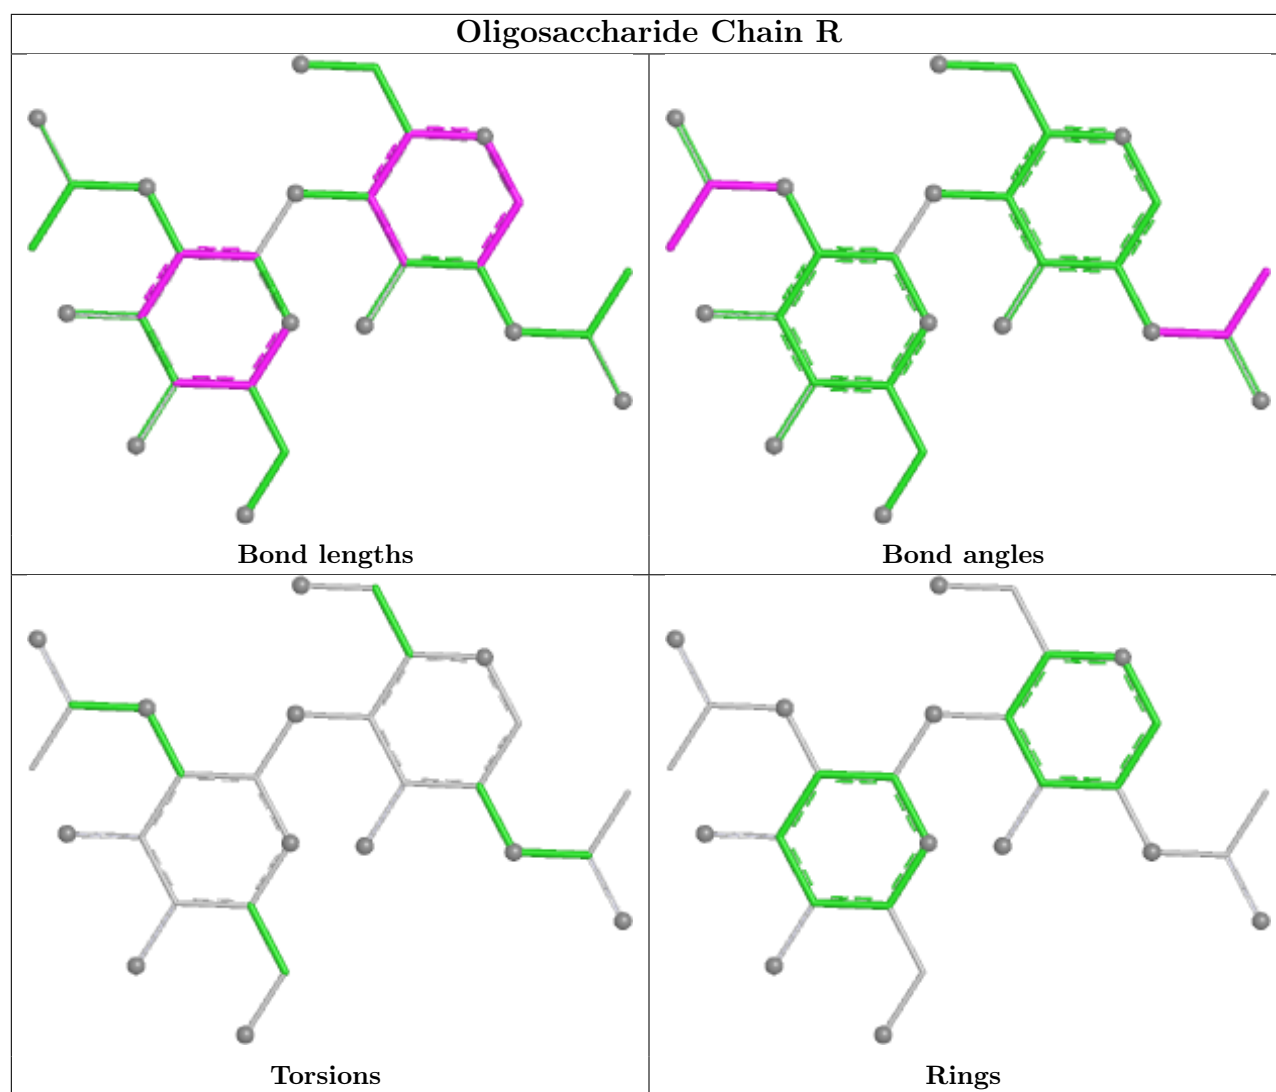 Oligosaccharide Chain R
Bond lengths
Bond angles
Torsions
Rings